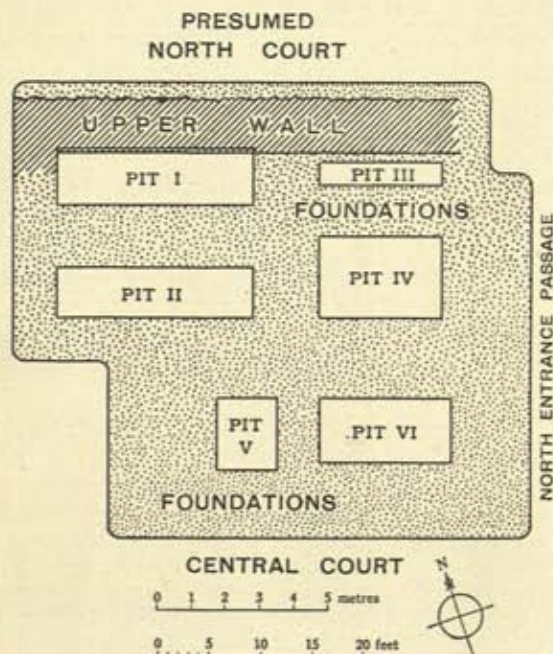 PRESUMED
NORTH COURT
UPPER WALL
PIT I
PIT III
FOUNDATIONS
PIT II
PIT IV
NORTH ENTRANCE PASSAGE
PIT
V
PIT VI
FOUNDATIONS
CENTRAL COURT
N
0 1 2 3 4 5 metres
0 5 10 15 20 feet